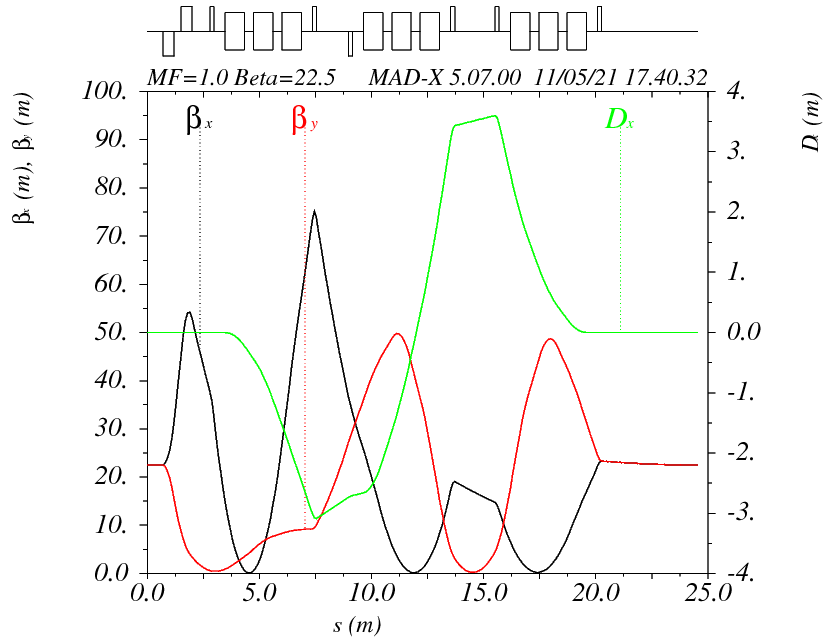 MF=1.0 Beta=22.5 MAD-X 5.07.00 11/05/21 17.40.32
100.
90.
80.
70.
60.
50.
40.
30.
20.
10.
0.0
βx (m), βy (m)
βx
βy
Dx
4.
3.
2.
1.
0.0
-1.
-2.
-3.
-4.
Dx (m)
0.0 5.0 10.0 15.0 20.0 25.0
s (m)